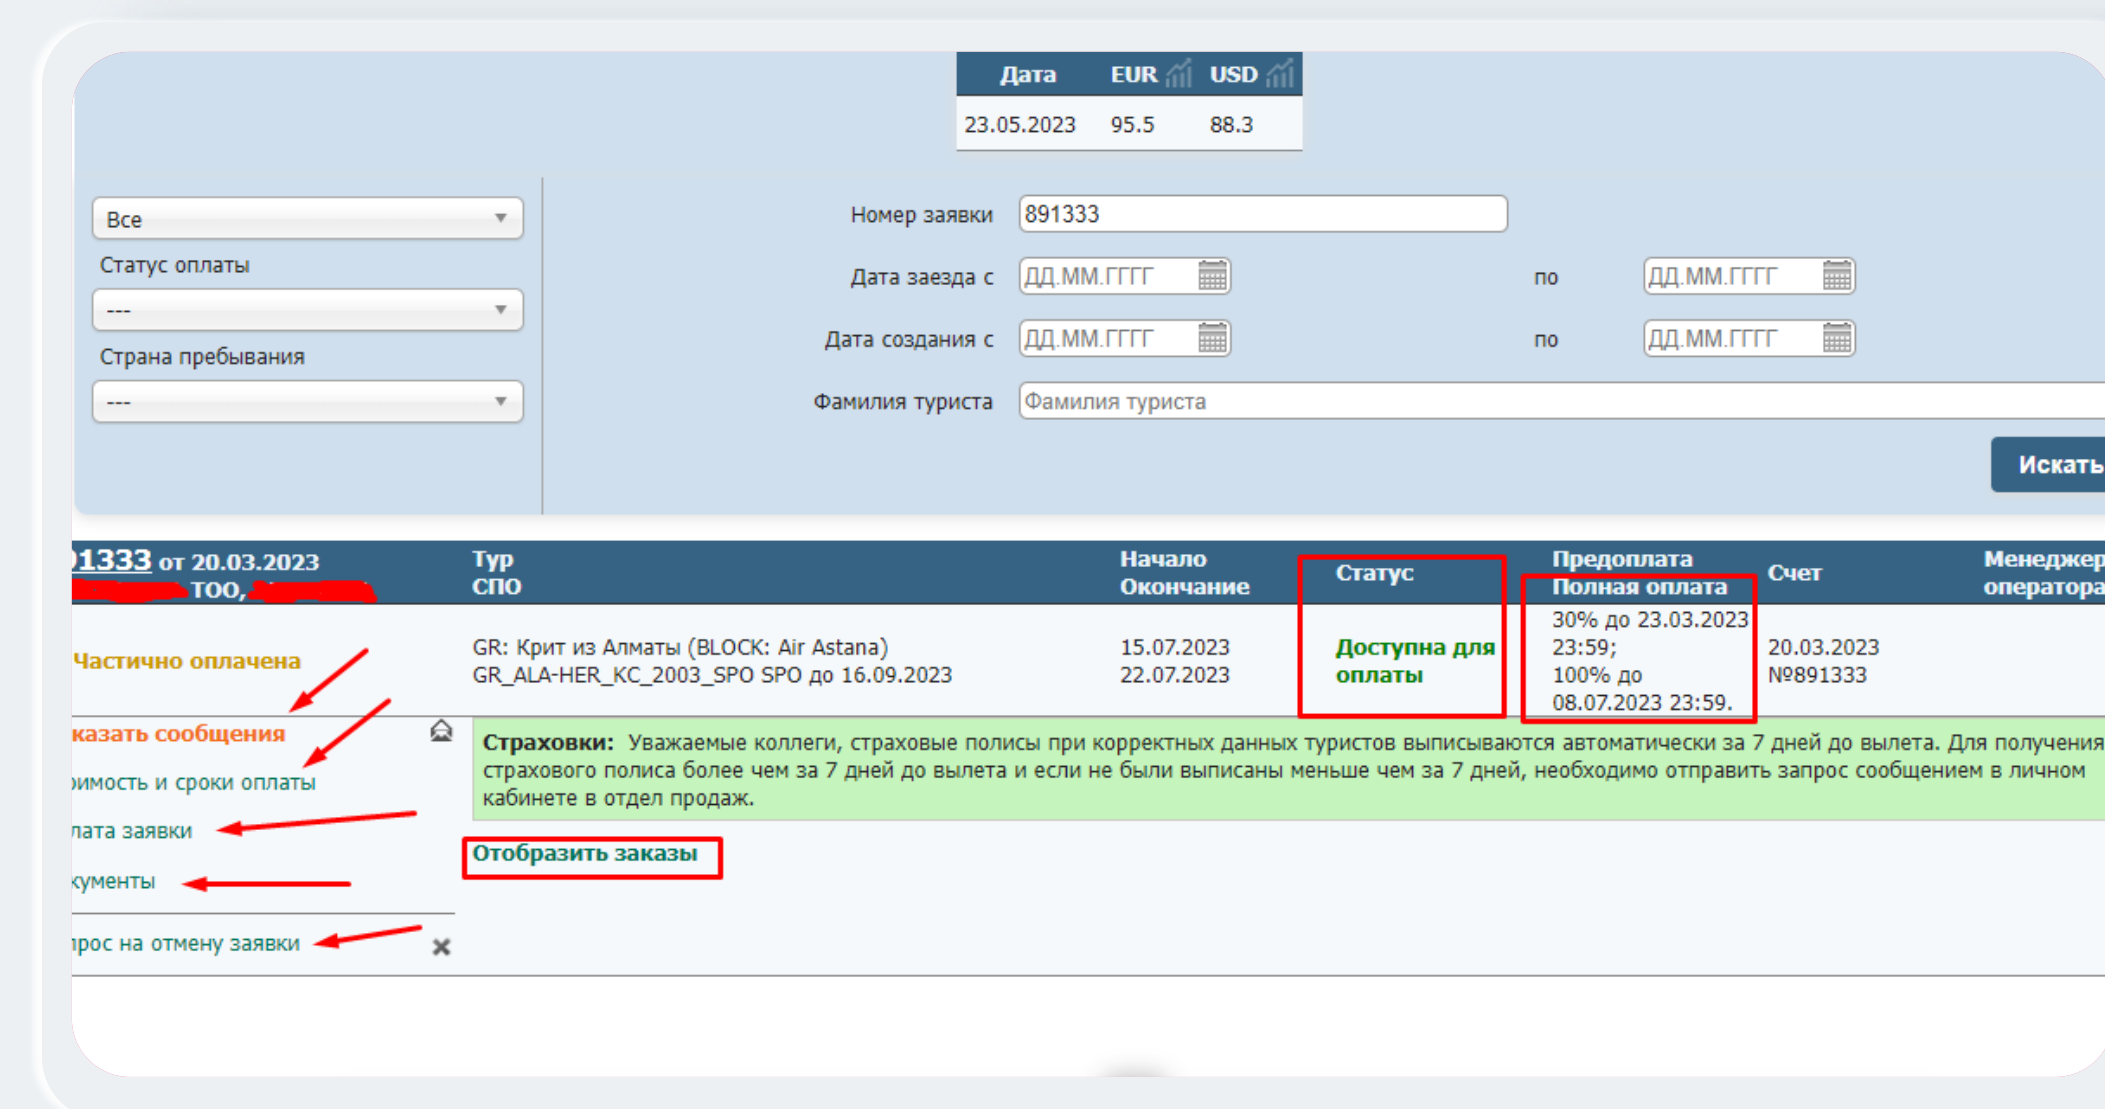 Дата EUR USD
23.05.2023 95.5 88.3
Все
Статус оплаты
---
Страна пребывания
---
Номер заявки 891333
Дата заезда с ДД.ММ.ГГГГ по ДД.ММ.ГГГГ
Дата создания с ДД.ММ.ГГГГ по ДД.ММ.ГГГГ
Фамилия туриста Фамилия туриста
Искать
1333 от 20.03.2023
ТОО,
Тур
СПО
Начало
Окончание
Статус
Предоплата
Полная оплата
Счет
Менеджер
оператора
Частично оплачена
GR: Крит из Алматы (BLOCK: Air Astana)
GR_ALA-HER_KC_2003_SPO SPO до 16.09.2023
15.07.2023
22.07.2023
Доступна для
оплаты
30% до 23.03.2023
23:59;
100% до
08.07.2023 23:59.
20.03.2023
№891333
казать сообщения
оимость и сроки оплаты
лата заявки
кументы
прос на отмену заявки
Страховки: Уважаемые коллеги, страховые полисы при корректных данных туристов выписываются автоматически за 7 дней до вылета. Для получения
страхового полиса более чем за 7 дней до вылета и если не были выписаны меньше чем за 7 дней, необходимо отправить запрос сообщением в личном
кабинете в отдел продаж.
Отобразить заказы